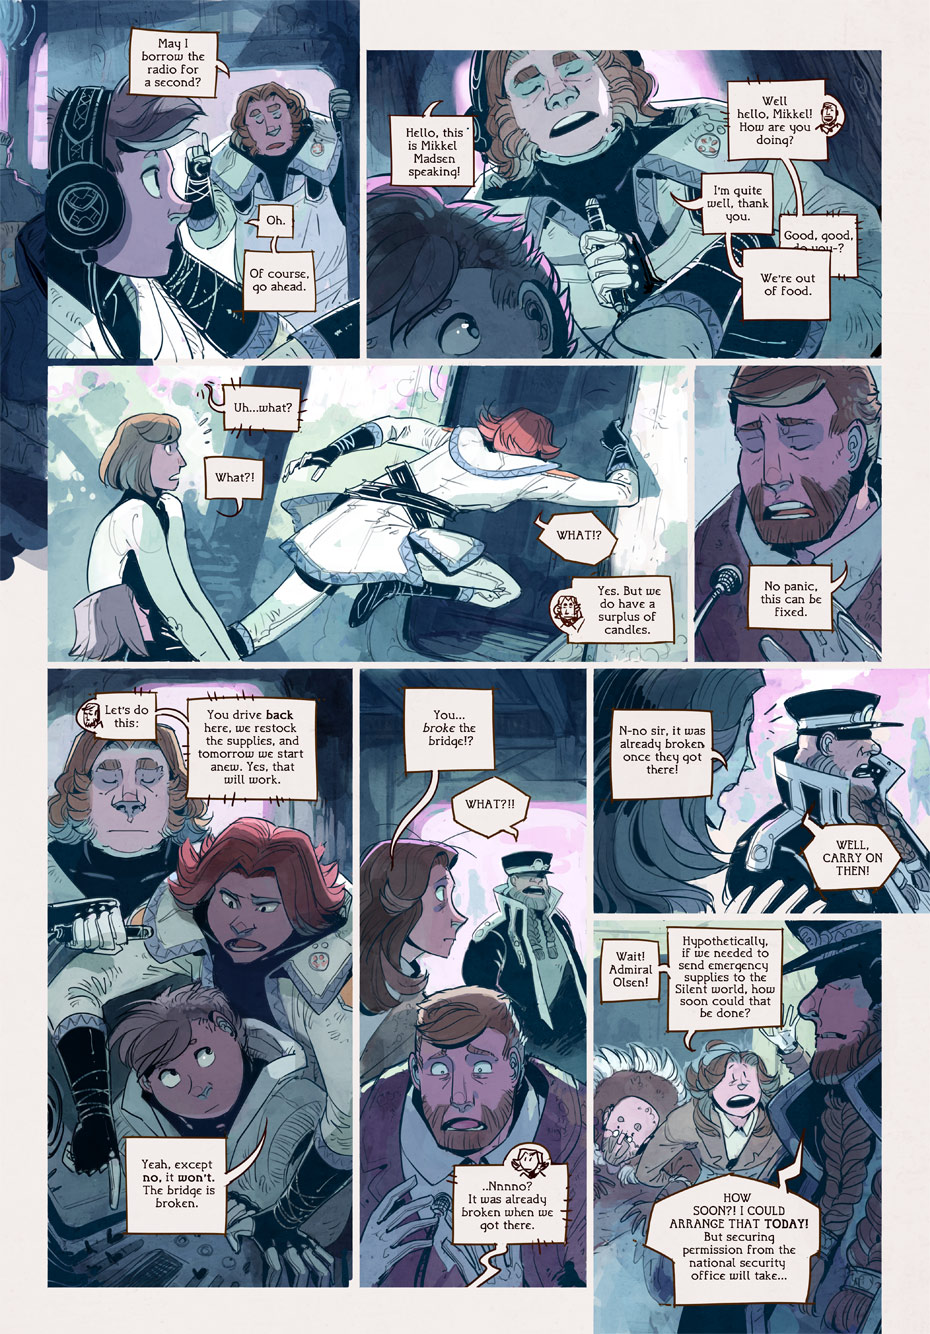 May I
borrow the
radio for
a second?
Oh.
Of course,
go ahead.
Hello, this
is Mikkel
Madsen
speaking!
Well
hello, Mikkel!
How are you
doing?
I'm quite
well, thank
you.
Good, good,
do you-?
We're out
of food.
Uh...what?
What?!
WHAT!?
Yes. But we
do have a
surplus of
candles.
No panic,
this can be
fixed.
Let's do
this:
You drive back
here, we restock
the supplies, and
tomorrow we start
anew. Yes, that
will work.
Yeah, except
no, it won't.
The bridge is
broken.
You...
broke the
bridge!?
WHAT?!!
..Nnnno?
It was already
broken when we
got there.
N-no sir, it was
already broken
once they got
there!
WELL,
CARRY ON
THEN!
Wait!
Admiral
Olsen!
Hypothetically,
if we needed to
send emergency
supplies to the
Silent world, how
soon could that
be done?
HOW
SOON?! I COULD
ARRANGE THAT TODAY!
But securing
permission from the
national security
office will take...